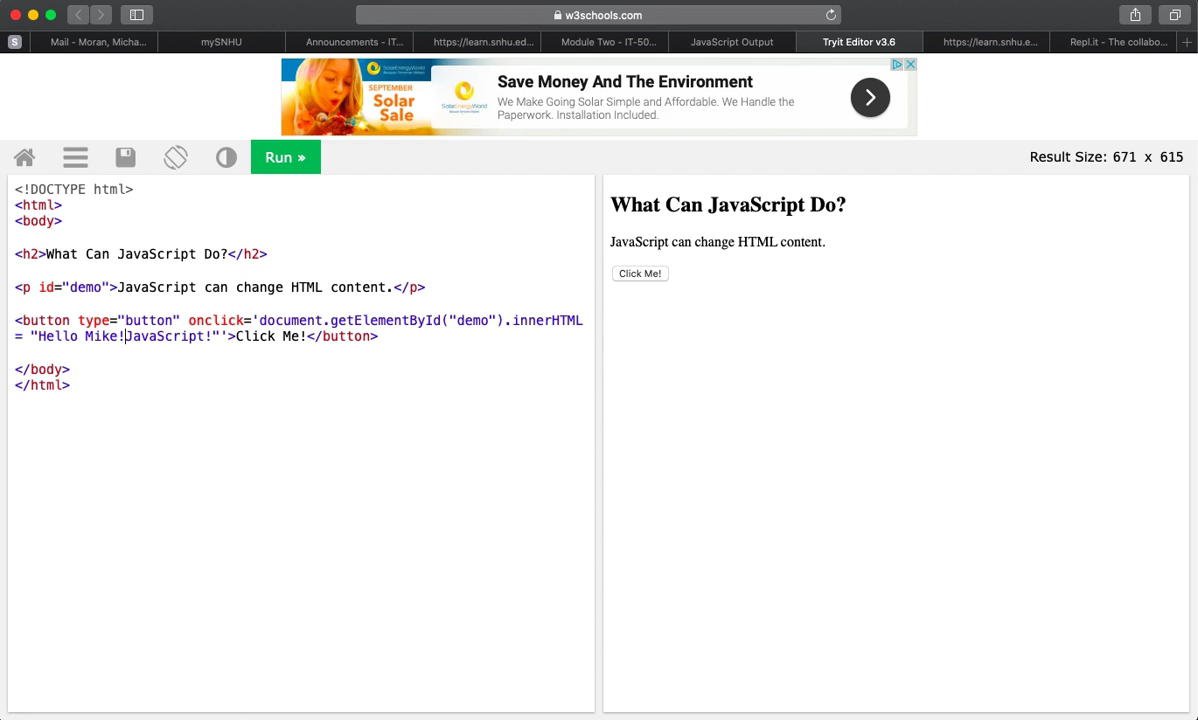 w3schools.com
S
Mail - Moran, Micha...
mySNHU
Announcements - IT...
https://learn.snhu.ed...
Module Two - IT-50...
JavaScript Output
Tryit Editor v3.6
https://learn.snhu.e...
Repl.it - The collabo...
SolarEnergyWorld
SEPTEMBER
Solar
Sale
SolarEnergyWorld
Save Money And The Environment
We Make Going Solar Simple and Affordable. We Handle the
Paperwork. Installation Included.
Run »
Result Size: 671 x 615
<!DOCTYPE html>
<html>
<body>
<h2>What Can JavaScript Do?</h2>
<p id="demo">JavaScript can change HTML content.</p>
<button type="button" onclick='document.getElementById("demo").innerHTML
= "Hello Mike!JavaScript!"'>Click Me!</button>
</body>
</html>
What Can JavaScript Do?
JavaScript can change HTML content.
Click Me!